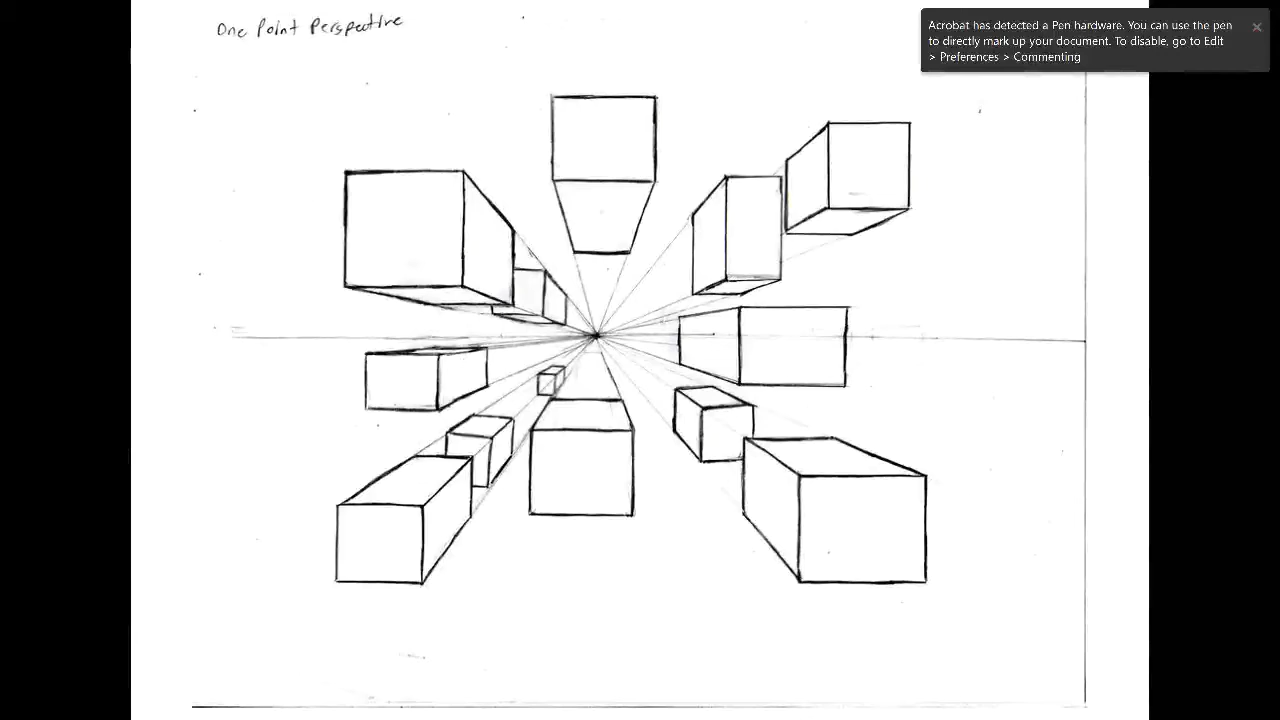 One Point Perspective
Acrobat has detected a Pen hardware. You can use the pen
to directly mark up your document. To disable, go to Edit
> Preferences > Commenting